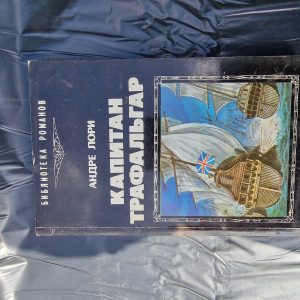 БИБЛИОТЕКА РОМАНОВ
АНДРЕ ЛОРИ
КАПИТАН
ТРАФАЛЬГАР